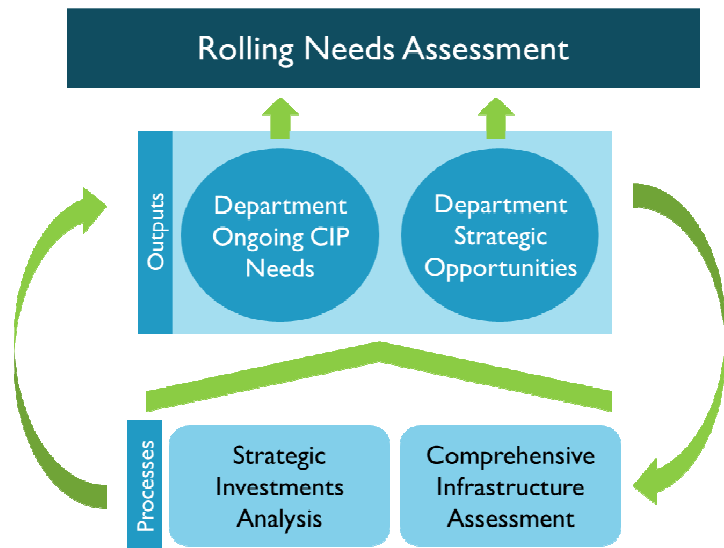 Rolling Needs Assessment
Outputs
Department
Ongoing CIP
Needs
Department
Strategic
Opportunities
Processes
Strategic
Investments
Analysis
Comprehensive
Infrastructure
Assessment